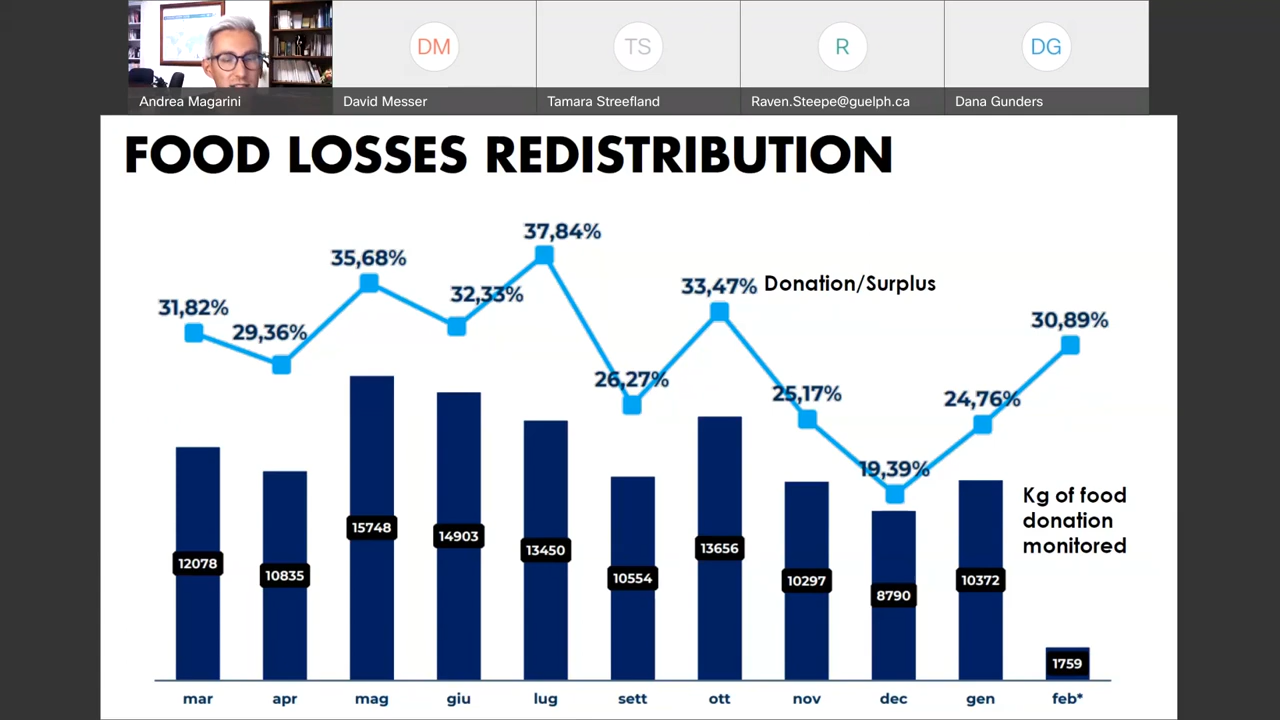 DM
TS
R
DG
Andrea Magarini
David Messer
Tamara Streefland
Raven.Steepe@guelph.ca
Dana Gunders
FOOD LOSSES REDISTRIBUTION
37,84%
35,68%
33,47%
Donation/Surplus
32,33%
31,82%
30,89%
29,36%
26,27%
25,17%
24,76%
19,39%
Kg of food
donation
monitored
12078
10835
15748
14903
13450
10554
13656
10297
8790
10372
1759
mar
apr
mag
giu
lug
sett
ott
nov
dec
gen
feb*